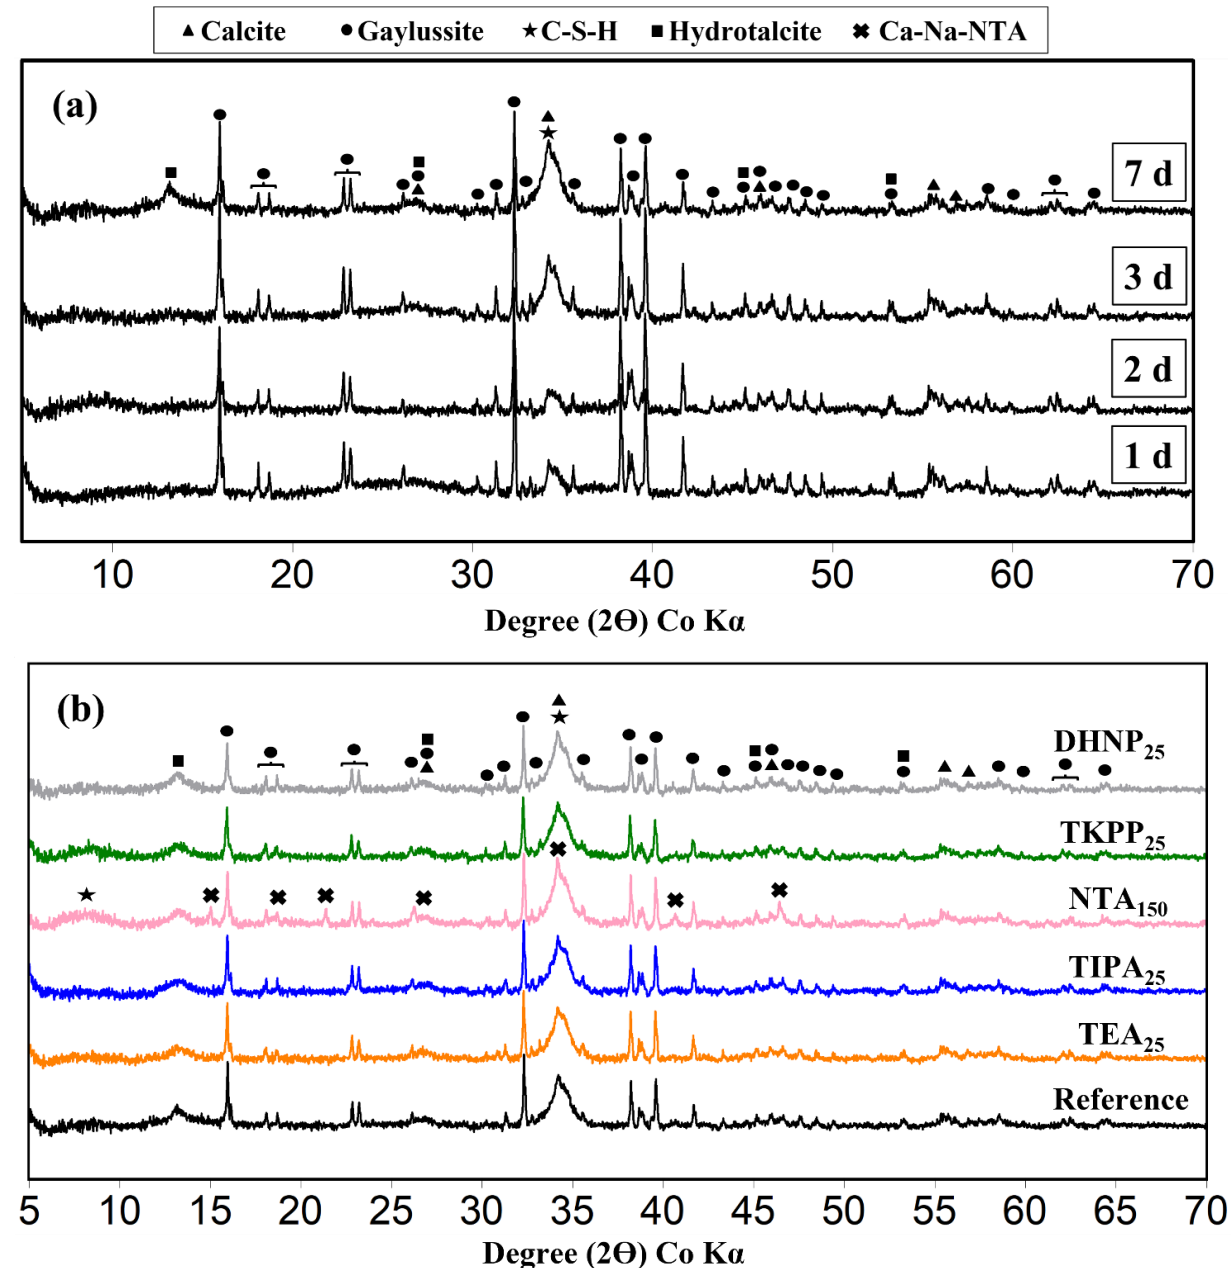 Calcite Gaylussite C-S-H Hydrotalcite Ca-Na-NTA
(a)
7 d
3 d
2 d
1 d
10 20 30 40 50 60 70
Degree (2Θ) Co Kα
(b)
DHNP25
TKPP25
NTA150
TIPA25
TEA25
Reference
5 10 15 20 25 30 35 40 45 50 55 60 65 70
Degree (2Θ) Co Kα